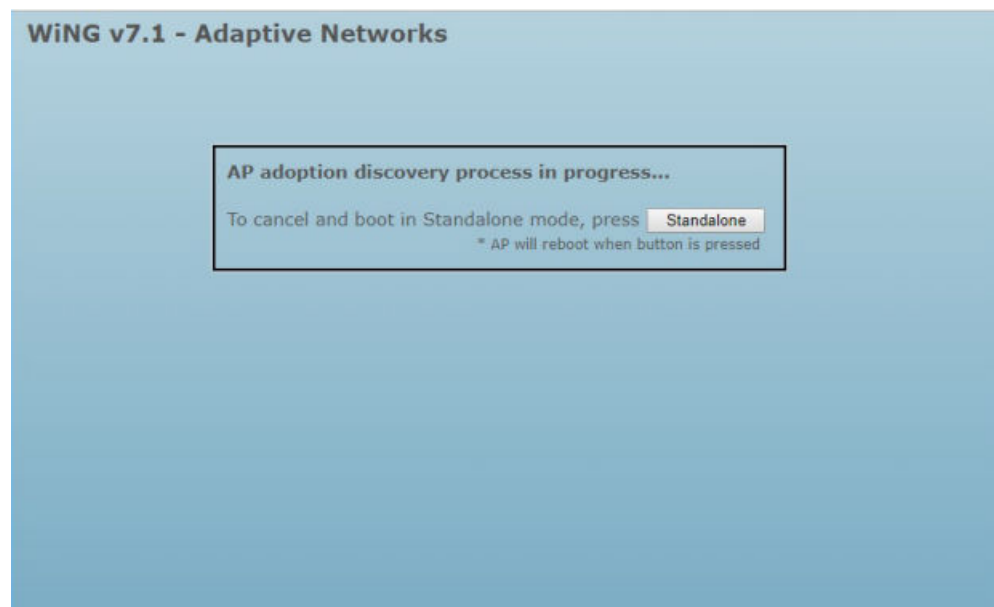 WiNG v7.1 - Adaptive Networks
AP adoption discovery process in progress...
To cancel and boot in Standalone mode, press Standalone
* AP will reboot when button is pressed